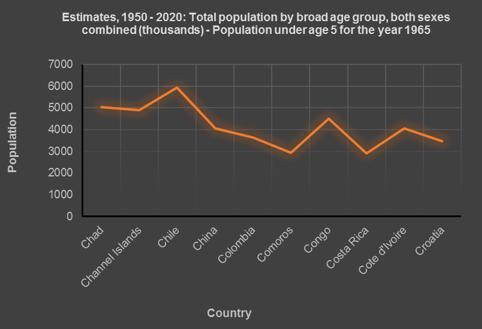 Estimates, 1950 - 2020: Total population by broad age group, both sexes
combined (thousands) - Population under age 5 for the year 1965
7000
6000
5000
4000
3000
2000
1000
0
Population
Chad
Channel Islands
Chile
China
Colombia
Comoros
Congo
Costa Rica
Cote d'Ivoire
Croatia
Country